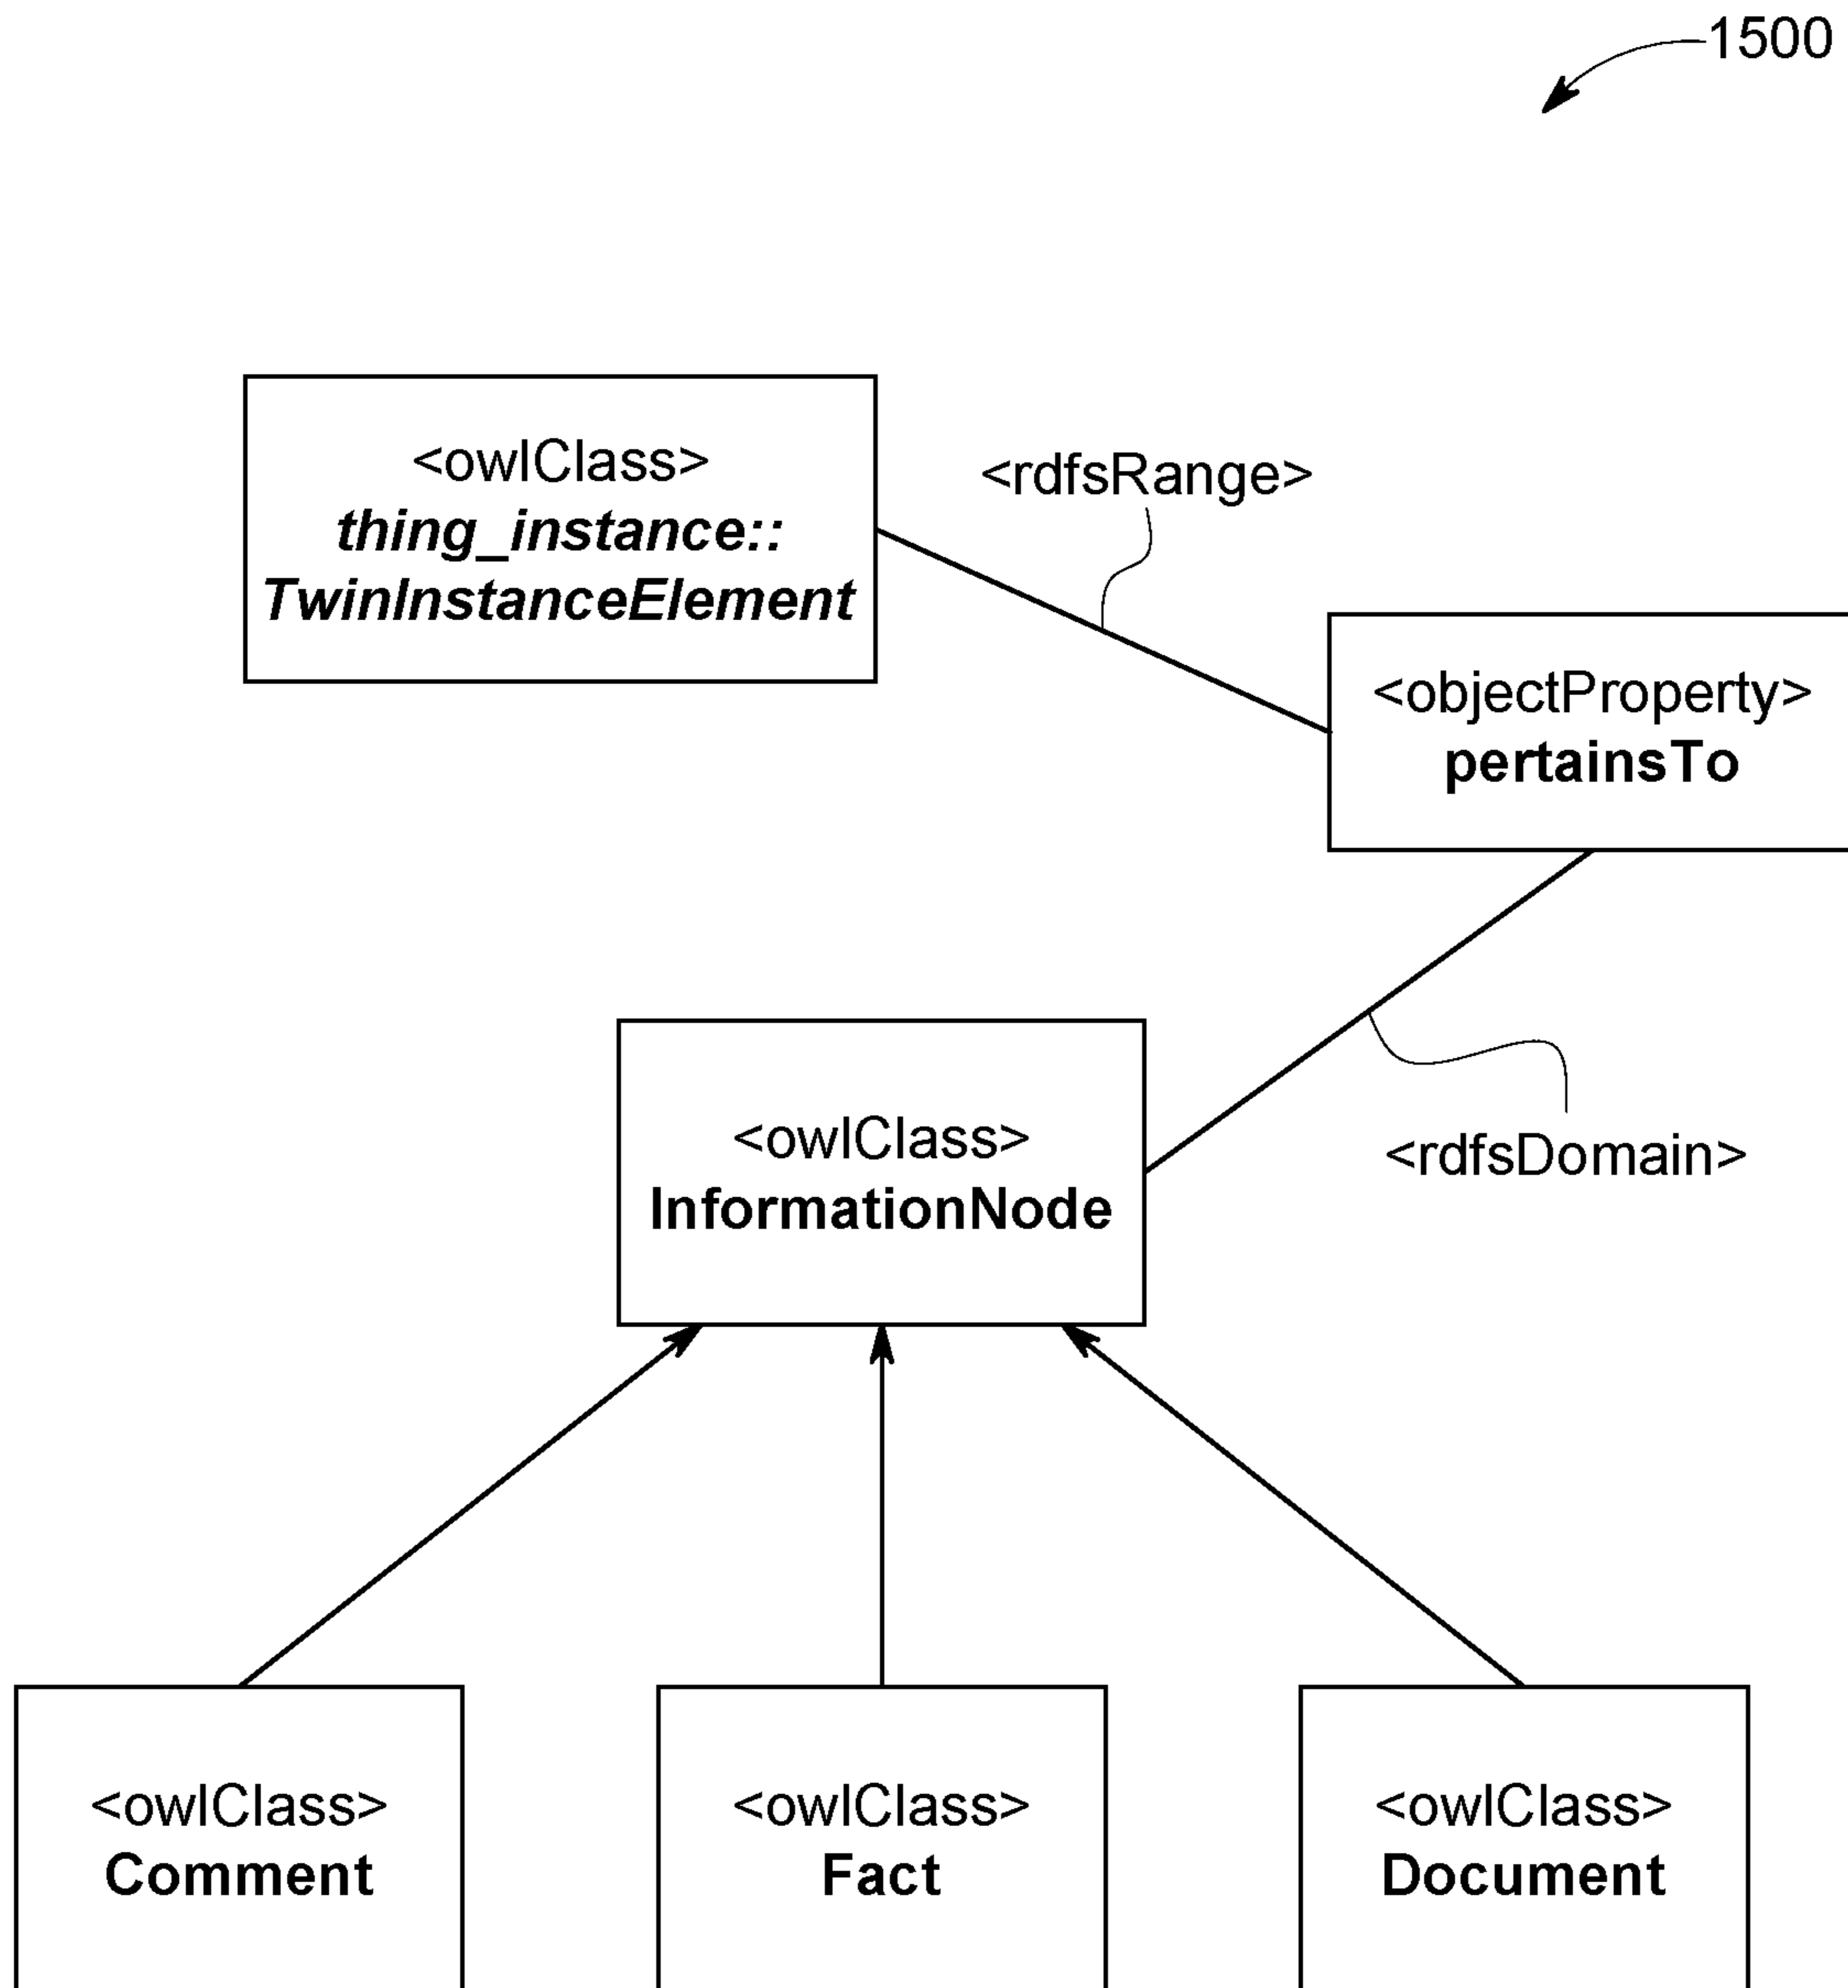 1500
<owlClass>
thing_instance::
TwinInstanceElement
<rdfsRange>
<objectProperty>
pertainsTo
<owlClass>
InformationNode
<rdfsDomain>
<owlClass>
Comment
<owlClass>
Fact
<owlClass>
Document